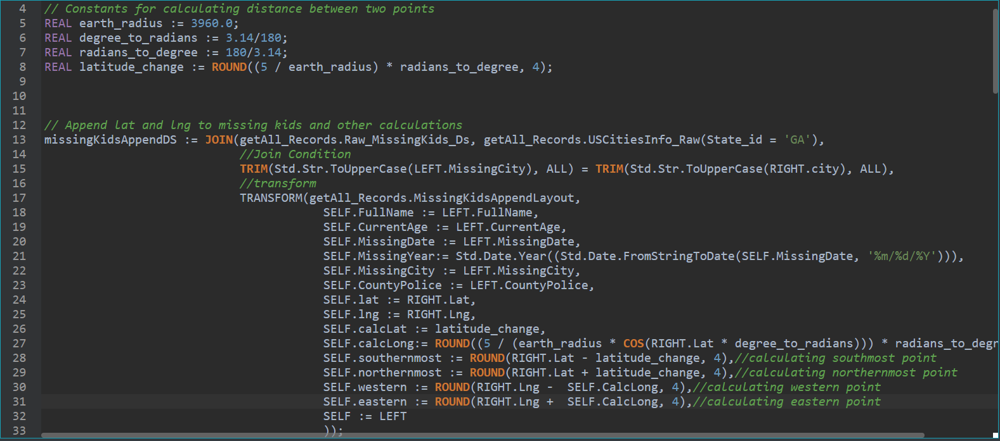 4 // Constants for calculating distance between two points
5 REAL earth_radius := 3960.0;
6 REAL degree_to_radians := 3.14/180;
7 REAL radians_to_degree := 180/3.14;
8 REAL latitude_change := ROUND((5 / earth_radius) * radians_to_degree, 4);
9
10
11
12 // Append lat and lng to missing kids and other calculations
13 missingKidsAppendDS := JOIN(getAll_Records.Raw_MissingKids_Ds, getAll_Records.USCitiesInfo_Raw(State_id = 'GA'),
14 //Join Condition
15 TRIM(Std.Str.ToUpperCase(LEFT.MissingCity), ALL) = TRIM(Std.Str.ToUpperCase(RIGHT.city), ALL),
16 //transform
17 TRANSFORM(getAll_Records.MissingKidsAppendLayout,
18 SELF.FullName := LEFT.FullName,
19 SELF.CurrentAge := LEFT.CurrentAge,
20 SELF.MissingDate := LEFT.MissingDate,
21 SELF.MissingYear:= Std.Date.Year((Std.Date.FromStringToDate(SELF.MissingDate, '%m/%d/%Y'))),
22 SELF.MissingCity := LEFT.MissingCity,
23 SELF.CountyPolice := LEFT.CountyPolice,
24 SELF.lat := RIGHT.Lat,
25 SELF.lng := RIGHT.Lng,
26 SELF.calcLat := latitude_change,
27 SELF.calcLong:= ROUND((5 / (earth_radius * COS(RIGHT.Lat * degree_to_radians))) * radians_to_degr
28 SELF.southernmost := ROUND(RIGHT.Lat - latitude_change, 4),//calculating southmost point
29 SELF.northernmost := ROUND(RIGHT.Lat + latitude_change, 4),//calculating northernmost point
30 SELF.western := ROUND(RIGHT.Lng -  SELF.CalcLong, 4),//calculating western point
31 SELF.eastern := ROUND(RIGHT.Lng +  SELF.CalcLong, 4),//calculating eastern point
32 SELF := LEFT
33 ));